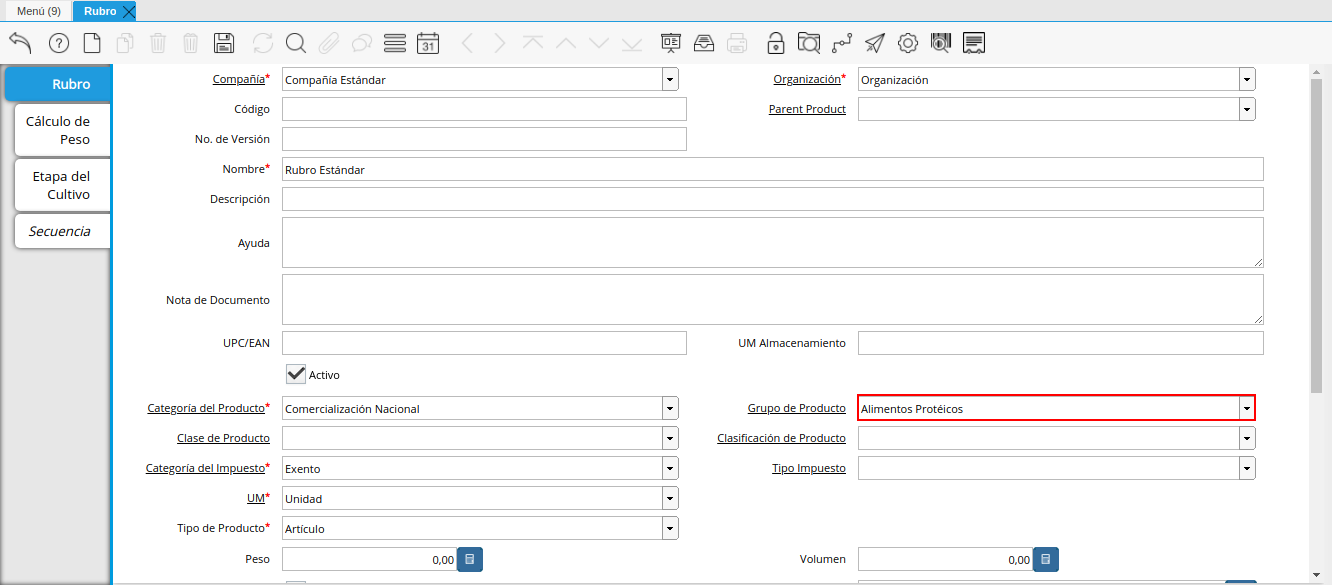 Menú (9)
Rubro
31
Rubro
Cálculo de
Peso
Etapa del
Cultivo
Secuencia
Compañía* Compañía Estándar
Organización* Organización
Código
Parent Product
No. de Versión
Nombre* Rubro Estándar
Descripción
Ayuda
Nota de Documento
UPC/EAN
UM Almacenamiento
Activo
Categoría del Producto* Comercialización Nacional
Grupo de Producto Alimentos Protéicos
Clase de Producto
Clasificación de Producto
Categoría del Impuesto* Exento
Tipo Impuesto
UM* Unidad
Tipo de Producto* Artículo
Peso 0,00
Volumen 0,00